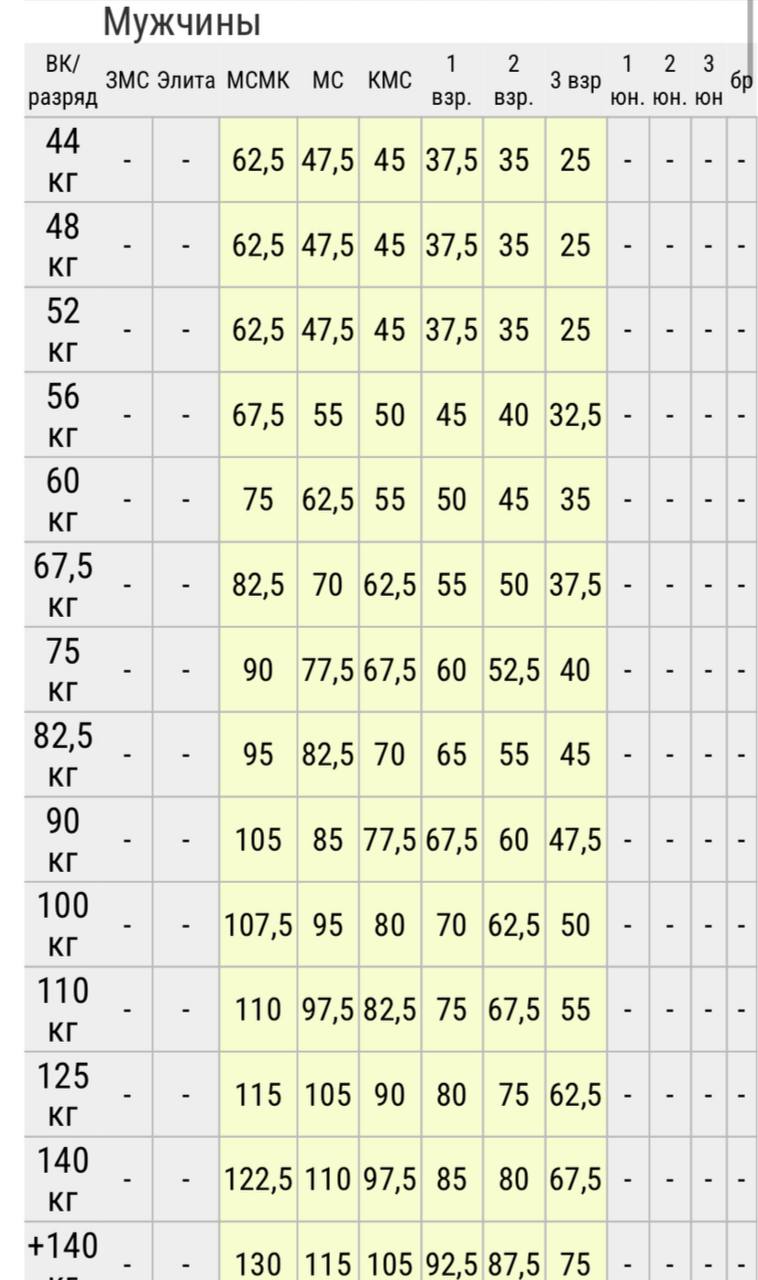 Мужчины
ВК/разряд ЗМС Элита МСМК МС КМС 1 взр. 2 взр. 3 взр 1 юн. 2 юн. 3 юн бр
44 кг - - 62,5 47,5 45 37,5 35 25 - - - -
48 кг - - 62,5 47,5 45 37,5 35 25 - - - -
52 кг - - 62,5 47,5 45 37,5 35 25 - - - -
56 кг - - 67,5 55 50 45 40 32,5 - - - -
60 кг - - 75 62,5 55 50 45 35 - - - -
67,5 кг - - 82,5 70 62,5 55 50 37,5 - - - -
75 кг - - 90 77,5 67,5 60 52,5 40 - - - -
82,5 кг - - 95 82,5 70 65 55 45 - - - -
90 кг - - 105 85 77,5 67,5 60 47,5 - - - -
100 кг - - 107,5 95 80 70 62,5 50 - - - -
110 кг - - 110 97,5 82,5 75 67,5 55 - - - -
125 кг - - 115 105 90 80 75 62,5 - - - -
140 кг - - 122,5 110 97,5 85 80 67,5 - - - -
+140 кг - - 130 115 105 92,5 87,5 75 - - - -